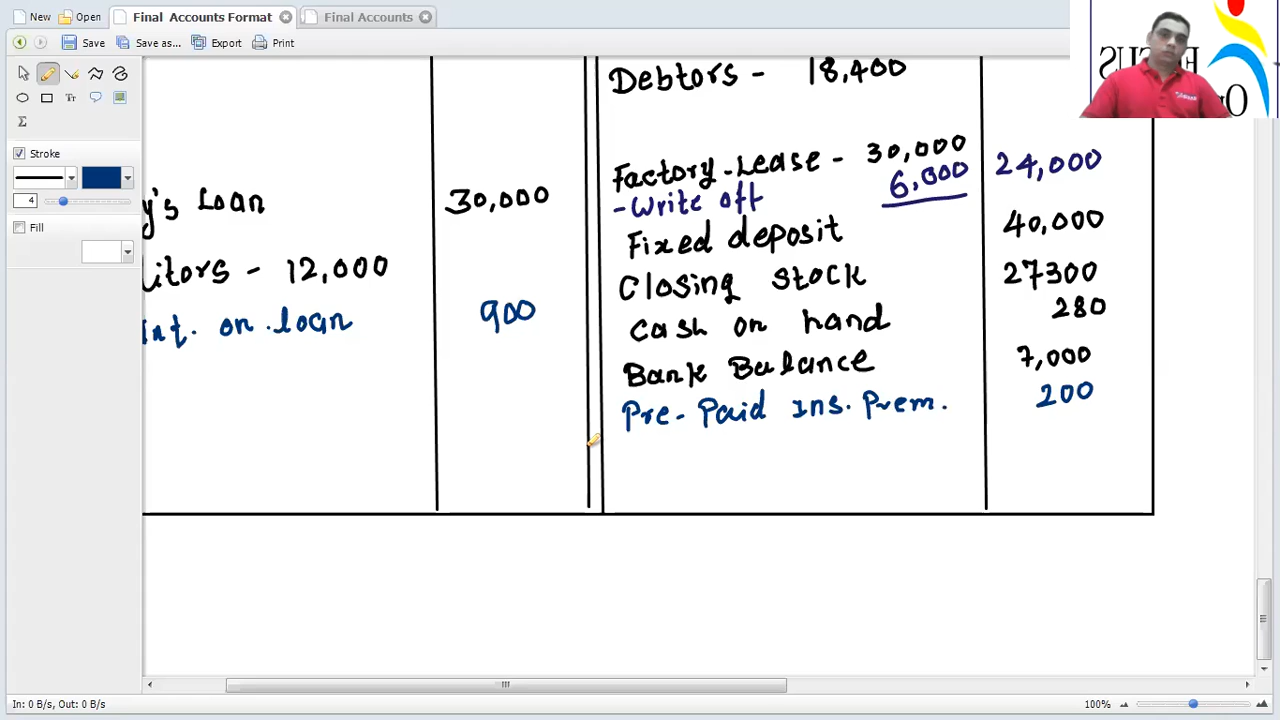 New Open Final Accounts Format Final Accounts
Save Save as... Export Print
Tr
Σ
Stroke
4
Fill
Debtors - 18,400
Factory-Lease - 30,000 24,000
-Write off 6,000
y's Loan 30,000
Fixed deposit 40,000
litors - 12,000
Closing stock 27300
Int. on loan 900
Cash on hand 280
Bank Balance 7,000
Pre-Paid Ins. Prem. 200
In: 0 B/s, Out: 0 B/s 100%